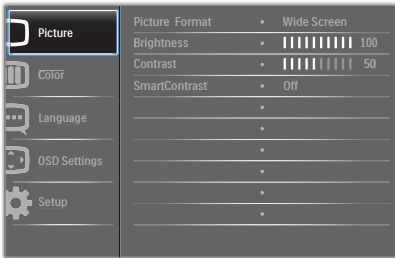 Picture
Color
Language
OSD Settings
Setup
Picture Format • Wide Screen
Brightness • 100
Contrast • 50
SmartContrast • Off